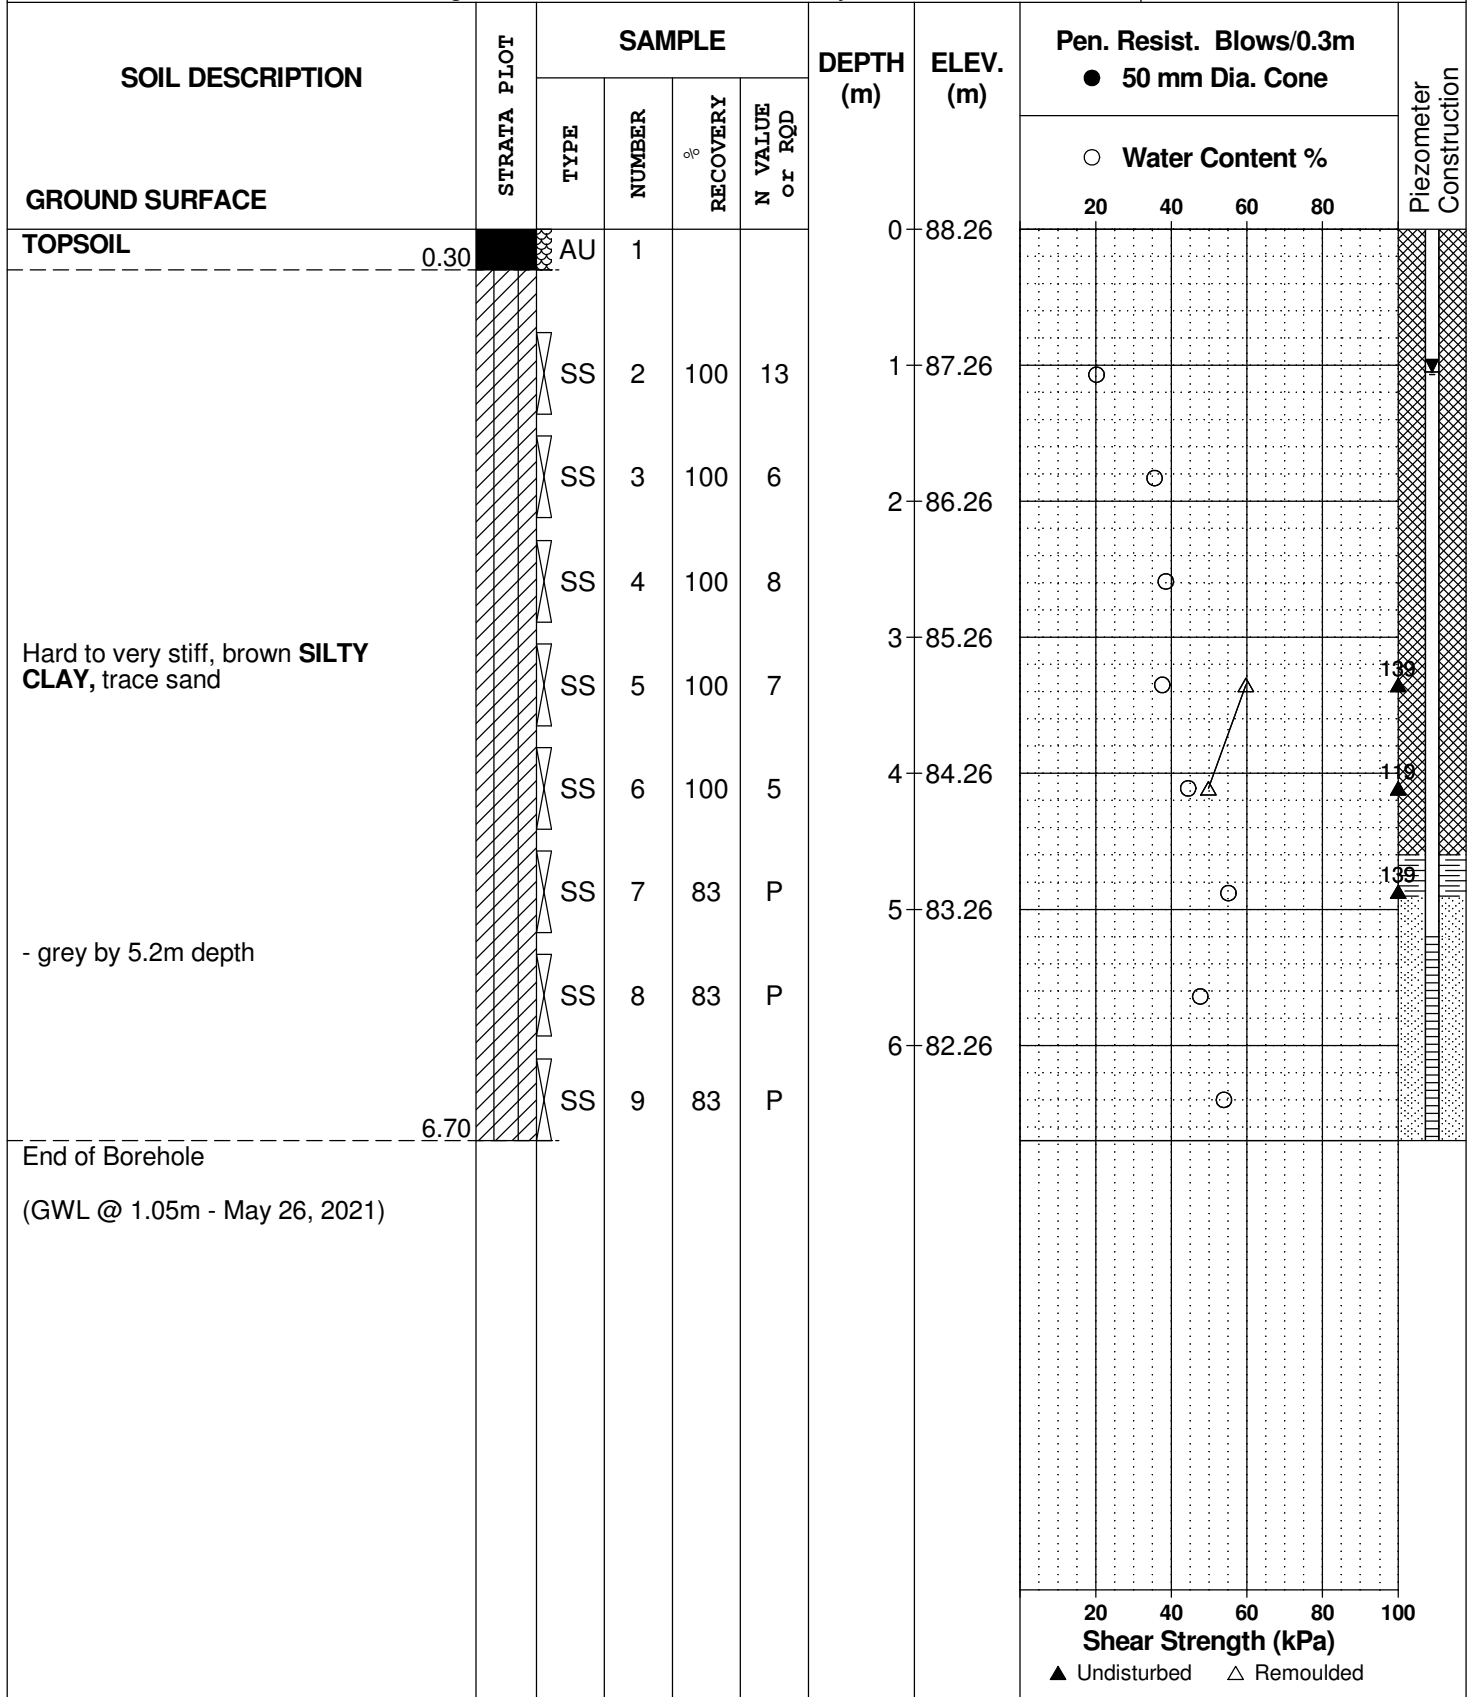 SOIL DESCRIPTION
GROUND SURFACE
STRATA PLOT
SAMPLE
TYPE
NUMBER
% RECOVERY
N VALUE or RQD
DEPTH (m)
ELEV. (m)
Pen. Resist. Blows/0.3m
● 50 mm Dia. Cone
○ Water Content %
20 40 60 80
Piezometer Construction
TOPSOIL
0.30
AU 1
0 88.26
SS 2 100 13
1 87.26
SS 3 100 6
2 86.26
SS 4 100 8
3 85.26
Hard to very stiff, brown SILTY
CLAY, trace sand
SS 5 100 7
139
4 84.26
SS 6 100 5
119
SS 7 83 P
139
5 83.26
- grey by 5.2m depth
SS 8 83 P
6 82.26
SS 9 83 P
6.70
End of Borehole
(GWL @ 1.05m - May 26, 2021)
20 40 60 80 100
Shear Strength (kPa)
▲ Undisturbed △ Remoulded